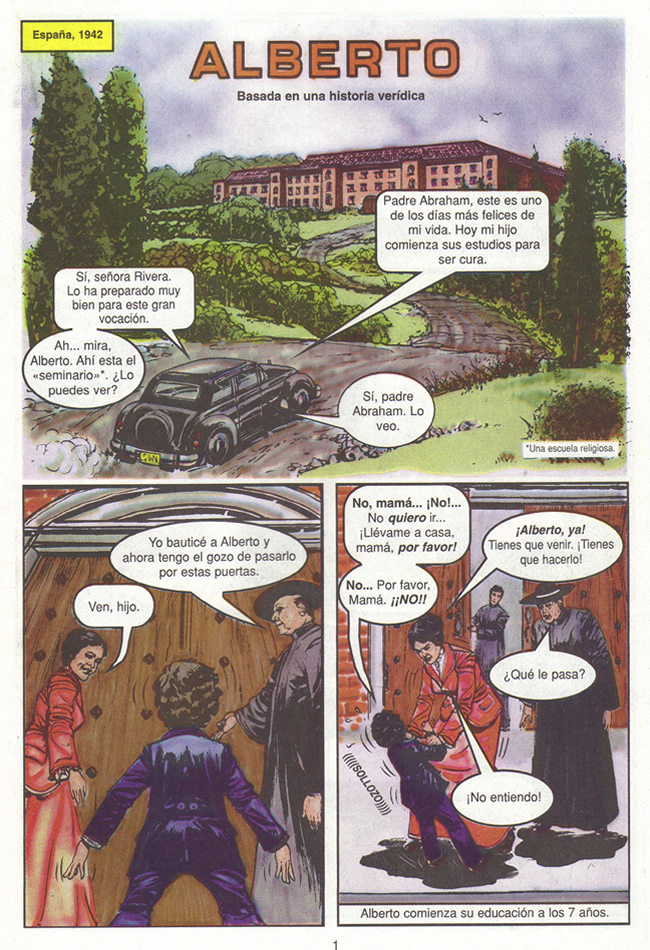 España, 1942
ALBERTO
Basada en una historia verídica
Padre Abraham, este es uno
de los días más felices de
mi vida. Hoy mi hijo
comienza sus estudios para
ser cura.
Sí, señora Rivera.
Lo ha preparado muy
bien para este gran
vocación.
Ah... mira,
Alberto. Ahí esta el
«seminario»*. ¿Lo
puedes ver?
Sí, padre
Abraham. Lo
veo.
*Una escuela religiosa.
Yo bauticé a Alberto y
ahora tengo el gozo de pasarlo
por estas puertas.
Ven, hijo.
No, mamá... ¡No!...
No quiero ir...
¡Llévame a casa,
mamá, por favor!
No... Por favor,
Mamá. ¡¡NO!!
¡Alberto, ya!
Tienes que venir. ¡Tienes
que hacerlo!
¿Qué le pasa?
¡SOLLOZO!
¡No entiendo!
Alberto comienza su educación a los 7 años.
1